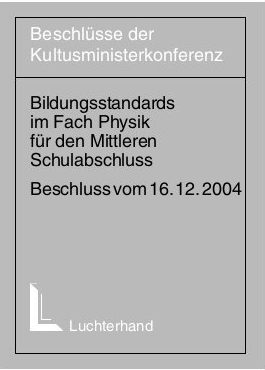 Beschlüsse der
Kultusministerkonferenz
Bildungsstandards
im Fach Physik
für den Mittleren
Schulabschluss
Beschluss vom 16.12.2004
Luchterhand